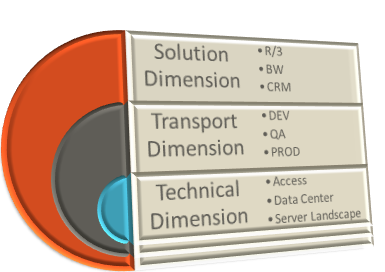 Solution
Dimension
• R/3
• BW
• CRM
Transport
Dimension
• DEV
• QA
• PROD
Technical
Dimension
• Access
• Data Center
• Server Landscape